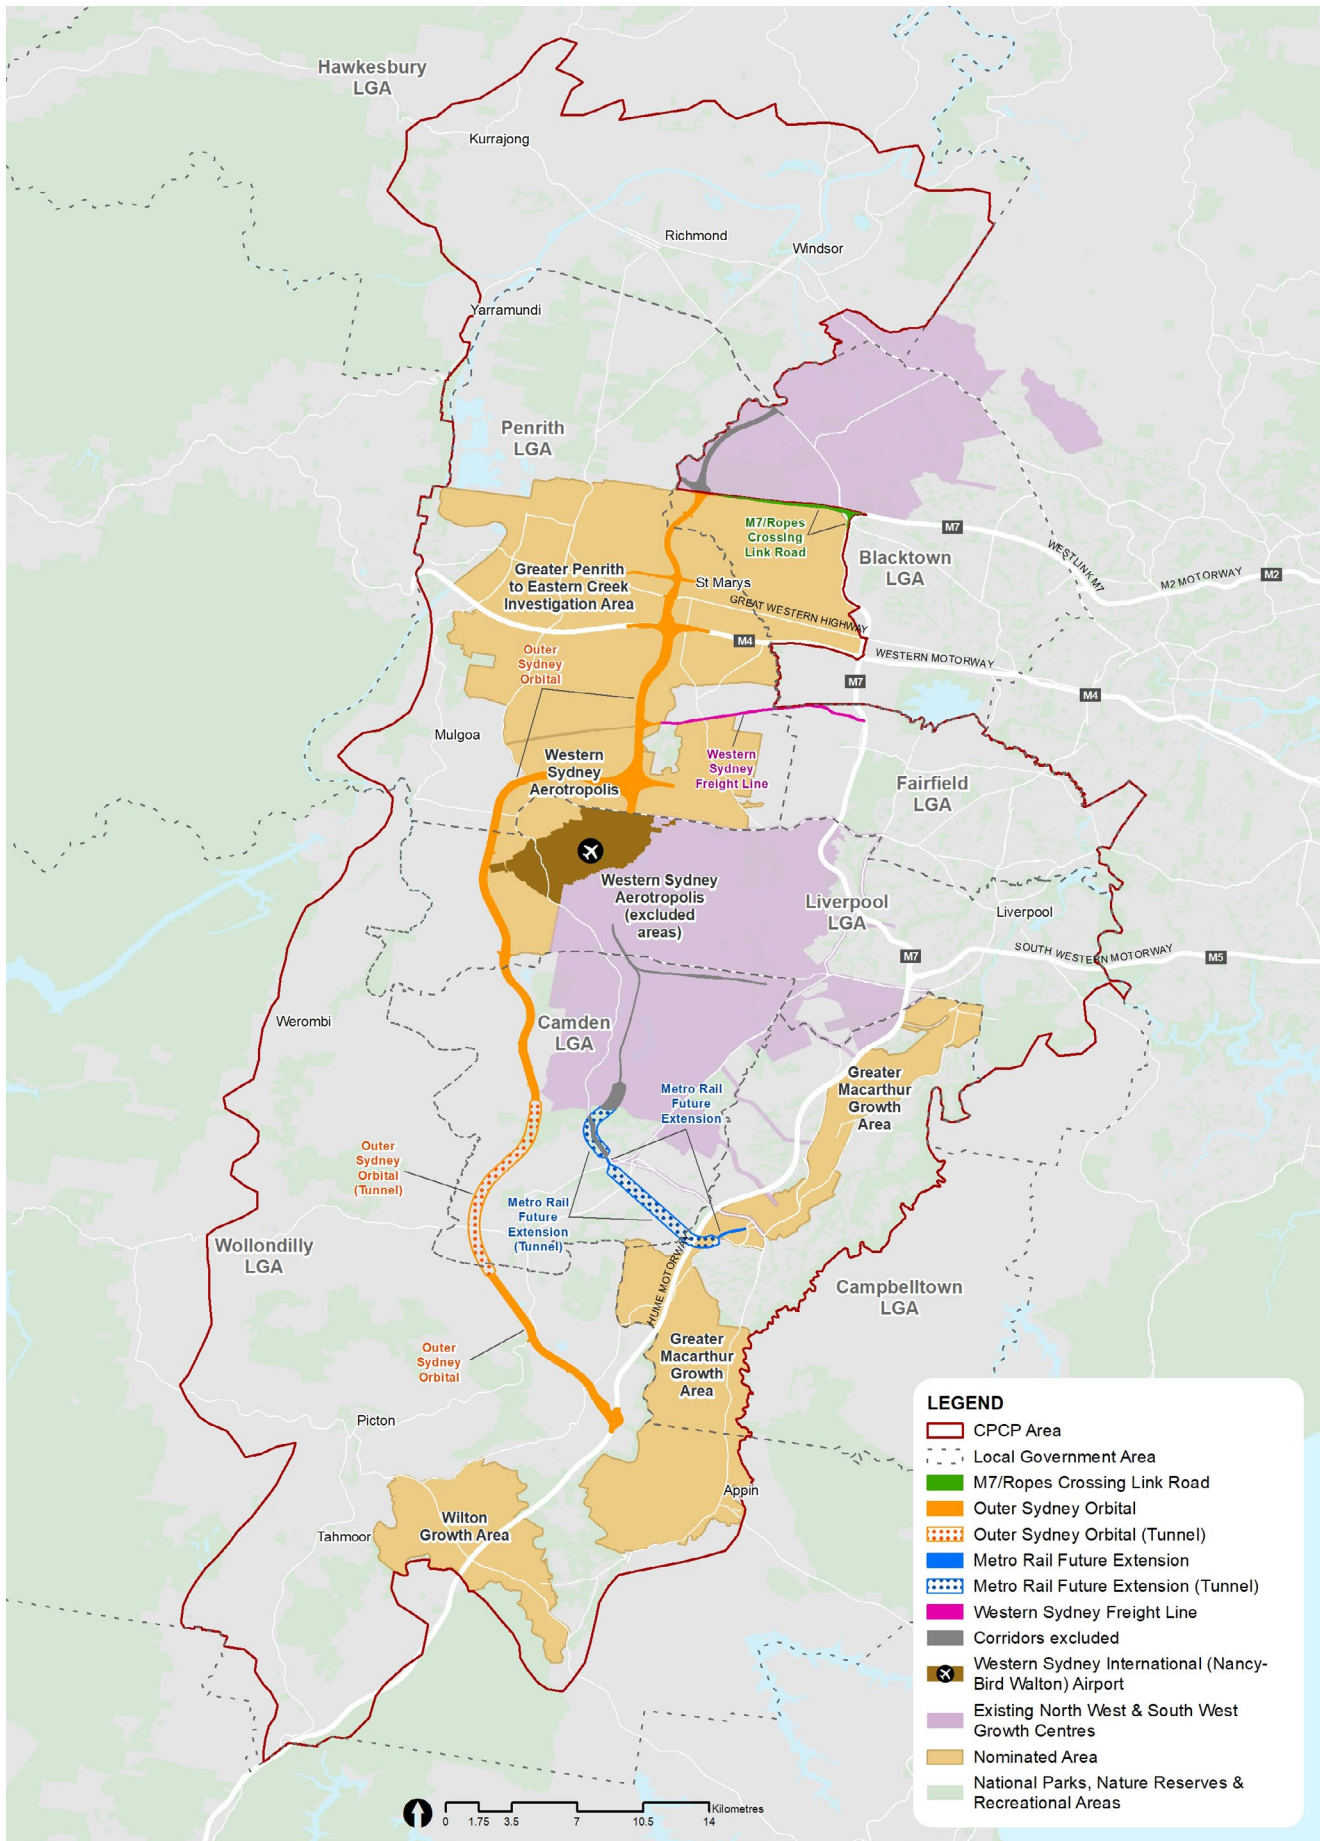 Hawkesbury
LGA
Kurrajong
Richmond
Windsor
Yarramundi
Penrith
LGA
M7/Ropes
Crossing
Link Road
M7
Blacktown
LGA
WESTLINK M7
M2 MOTORWAY
M2
Greater Penrith
to Eastern Creek
Investigation Area
St Marys
GREAT WESTERN HIGHWAY
M4
WESTERN MOTORWAY
Outer
Sydney
Orbital
M7
M4
Mulgoa
Western
Sydney
Aerotropolis
Western
Sydney
Freight Line
Fairfield
LGA
Western Sydney
Aerotropolis
(excluded
areas)
Liverpool
LGA
Liverpool
SOUTH WESTERN MOTORWAY
M7
M5
Werombi
Camden
LGA
Greater
Macarthur
Growth
Area
Metro Rail
Future
Extension
Outer
Sydney
Orbital
(Tunnel)
Metro Rail
Future
Extension
(Tunnel)
Wollondilly
LGA
HUME MOTORWAY
Campbelltown
LGA
Outer
Sydney
Orbital
Greater
Macarthur
Growth
Area
Picton
Appin
Wilton
Growth Area
Tahmoor
LEGEND
CPCP Area
Local Government Area
M7/Ropes Crossing Link Road
Outer Sydney Orbital
Outer Sydney Orbital (Tunnel)
Metro Rail Future Extension
Metro Rail Future Extension (Tunnel)
Western Sydney Freight Line
Corridors excluded
Western Sydney International (Nancy-
Bird Walton) Airport
Existing North West & South West
Growth Centres
Nominated Area
National Parks, Nature Reserves &
Recreational Areas
Kilometres
0 1.75 3.5 7 10.5 14